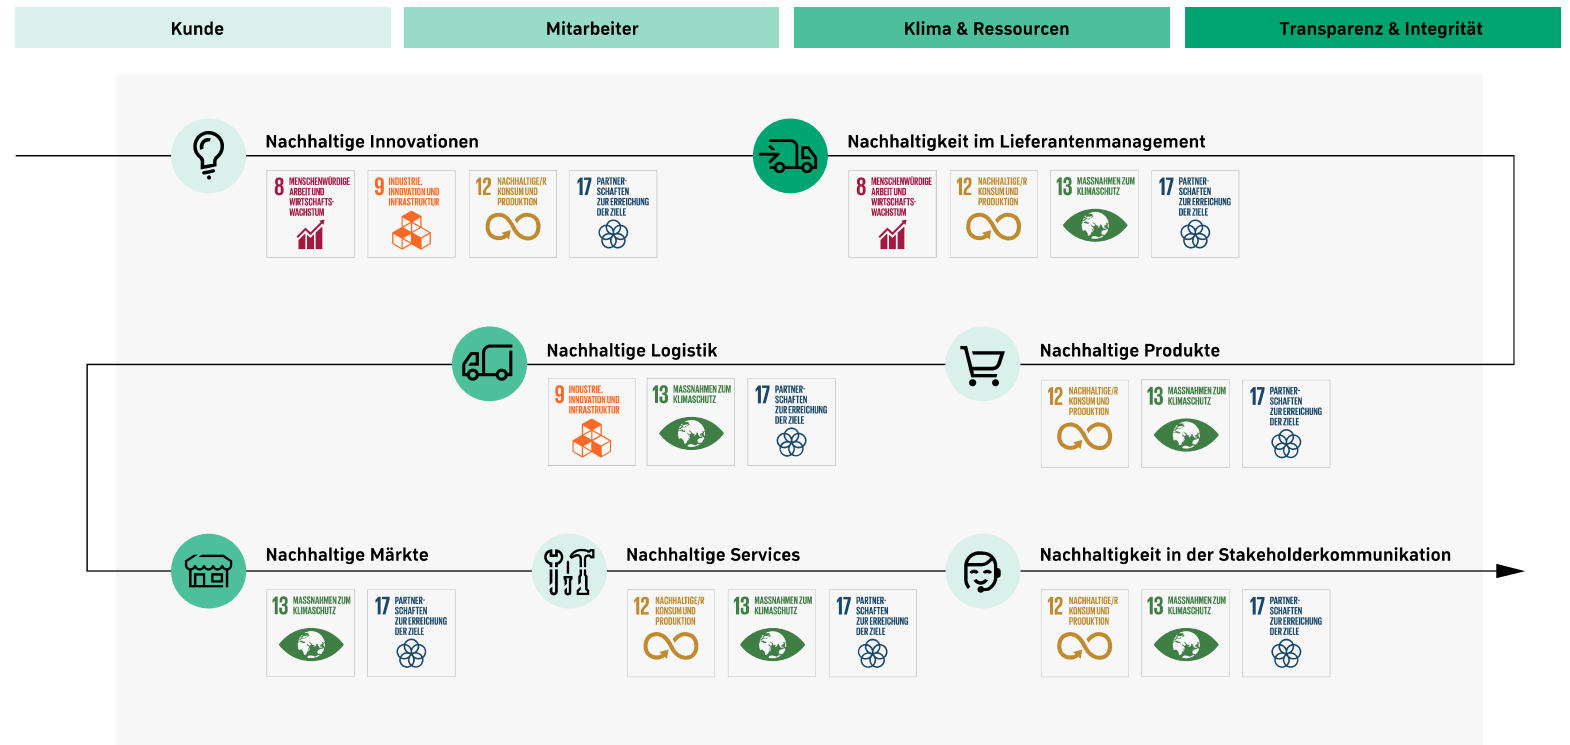 Kunde
Mitarbeiter
Klima & Ressourcen
Transparenz & Integrität
Nachhaltige Innovationen
8 MENSCHENWÜRDIGE
ARBEIT UND
WIRTSCHAFTS-
WACHSTUM
9 INDUSTRIE,
INNOVATION UND
INFRASTRUKTUR
12 NACHHALTIGE/R
KONSUM UND
PRODUKTION
17 PARTNER-
SCHAFTEN
ZUR ERREICHUNG
DER ZIELE
Nachhaltigkeit im Lieferantenmanagement
8 MENSCHENWÜRDIGE
ARBEIT UND
WIRTSCHAFTS-
WACHSTUM
12 NACHHALTIGE/R
KONSUM UND
PRODUKTION
13 MASSNAHMEN ZUM
KLIMASCHUTZ
17 PARTNER-
SCHAFTEN
ZUR ERREICHUNG
DER ZIELE
Nachhaltige Logistik
9 INDUSTRIE,
INNOVATION UND
INFRASTRUKTUR
13 MASSNAHMEN ZUM
KLIMASCHUTZ
17 PARTNER-
SCHAFTEN
ZUR ERREICHUNG
DER ZIELE
Nachhaltige Produkte
12 NACHHALTIGE/R
KONSUM UND
PRODUKTION
13 MASSNAHMEN ZUM
KLIMASCHUTZ
17 PARTNER-
SCHAFTEN
ZUR ERREICHUNG
DER ZIELE
Nachhaltige Märkte
13 MASSNAHMEN ZUM
KLIMASCHUTZ
17 PARTNER-
SCHAFTEN
ZUR ERREICHUNG
DER ZIELE
Nachhaltige Services
12 NACHHALTIGE/R
KONSUM UND
PRODUKTION
13 MASSNAHMEN ZUM
KLIMASCHUTZ
17 PARTNER-
SCHAFTEN
ZUR ERREICHUNG
DER ZIELE
Nachhaltigkeit in der Stakeholderkommunikation
12 NACHHALTIGE/R
KONSUM UND
PRODUKTION
13 MASSNAHMEN ZUM
KLIMASCHUTZ
17 PARTNER-
SCHAFTEN
ZUR ERREICHUNG
DER ZIELE